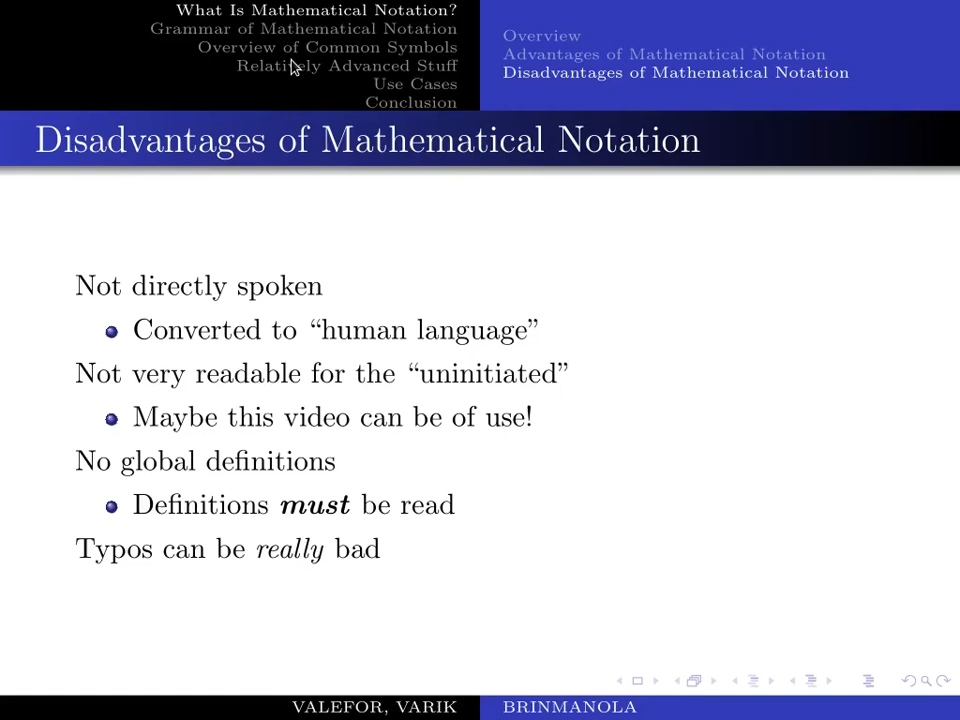 What Is Mathematical Notation?
Grammar of Mathematical Notation
Overview of Common Symbols
Relatively Advanced Stuff
Use Cases
Conclusion
Overview
Advantages of Mathematical Notation
Disadvantages of Mathematical Notation
Disadvantages of Mathematical Notation
Not directly spoken
Converted to “human language”
Not very readable for the “uninitiated”
Maybe this video can be of use!
No global definitions
Definitions must be read
Typos can be really bad
VALEFOR, VARIK
BRINMANOLA